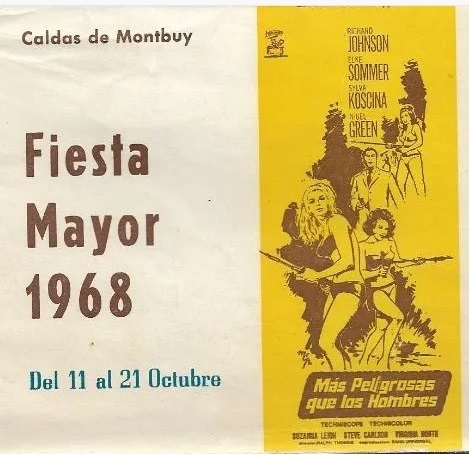 Caldas de Montbuy
Fiesta
Mayor
1968
Del 11 al 21 Octubre
RICHARD
JOHNSON
ELKE
SOMMER
SYLVA
KOSCINA
NIGEL
GREEN
Más Peligrosas
que los Hombres
TECHNISCOPE TECHNICOLOR
SUZANNA LEIGH STEVE CARLSON VIRGINIA NORTH